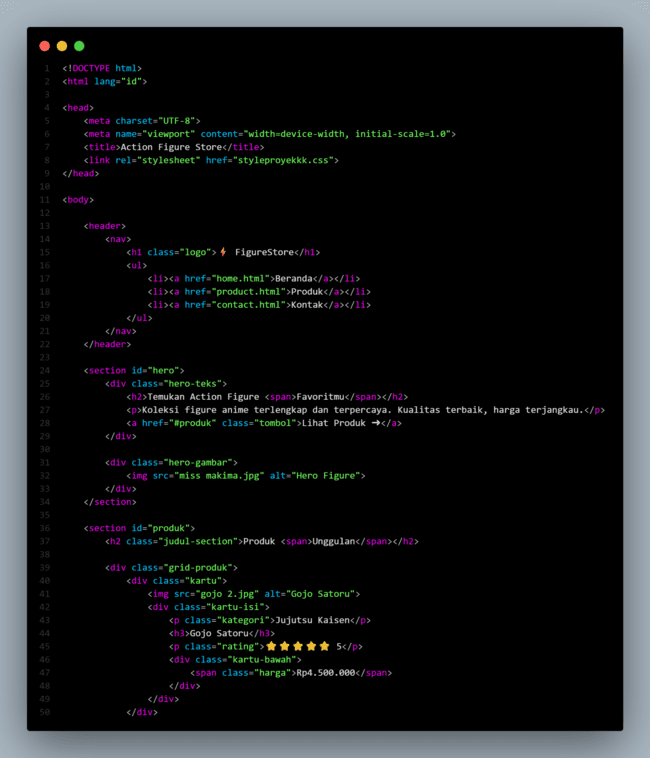 1 <!DOCTYPE html>
2 <html lang="id">
3
4 <head>
5     <meta charset="UTF-8">
6     <meta name="viewport" content="width=device-width, initial-scale=1.0">
7     <title>Action Figure Store</title>
8     <link rel="stylesheet" href="styleproyekkk.css">
9 </head>
10
11 <body>
12
13     <header>
14         <nav>
15             <h1 class="logo">⚡ FigureStore</h1>
16             <ul>
17                 <li><a href="home.html">Beranda</a></li>
18                 <li><a href="product.html">Produk</a></li>
19                 <li><a href="contact.html">Kontak</a></li>
20             </ul>
21         </nav>
22     </header>
23
24     <section id="hero">
25         <div class="hero-teks">
26             <h2>Temukan Action Figure <span>Favoritmu</span></h2>
27             <p>Koleksi figure anime terlengkap dan terpercaya. Kualitas terbaik, harga terjangkau.</p>
28             <a href="#produk" class="tombol">Lihat Produk ➜</a>
29         </div>
30
31         <div class="hero-gambar">
32             <img src="miss makima.jpg" alt="Hero Figure">
33         </div>
34     </section>
35
36     <section id="produk">
37         <h2 class="judul-section">Produk <span>Unggulan</span></h2>
38
39         <div class="grid-produk">
40             <div class="kartu">
41                 <img src="gojo 2.jpg" alt="Gojo Satoru">
42                 <div class="kartu-isi">
43                     <p class="kategori">Jujutsu Kaisen</p>
44                     <h3>Gojo Satoru</h3>
45                     <p class="rating">⭐⭐⭐⭐⭐ 5</p>
46                     <div class="kartu-bawah">
47                         <span class="harga">Rp4.500.000</span>
48                     </div>
49                 </div>
50             </div>